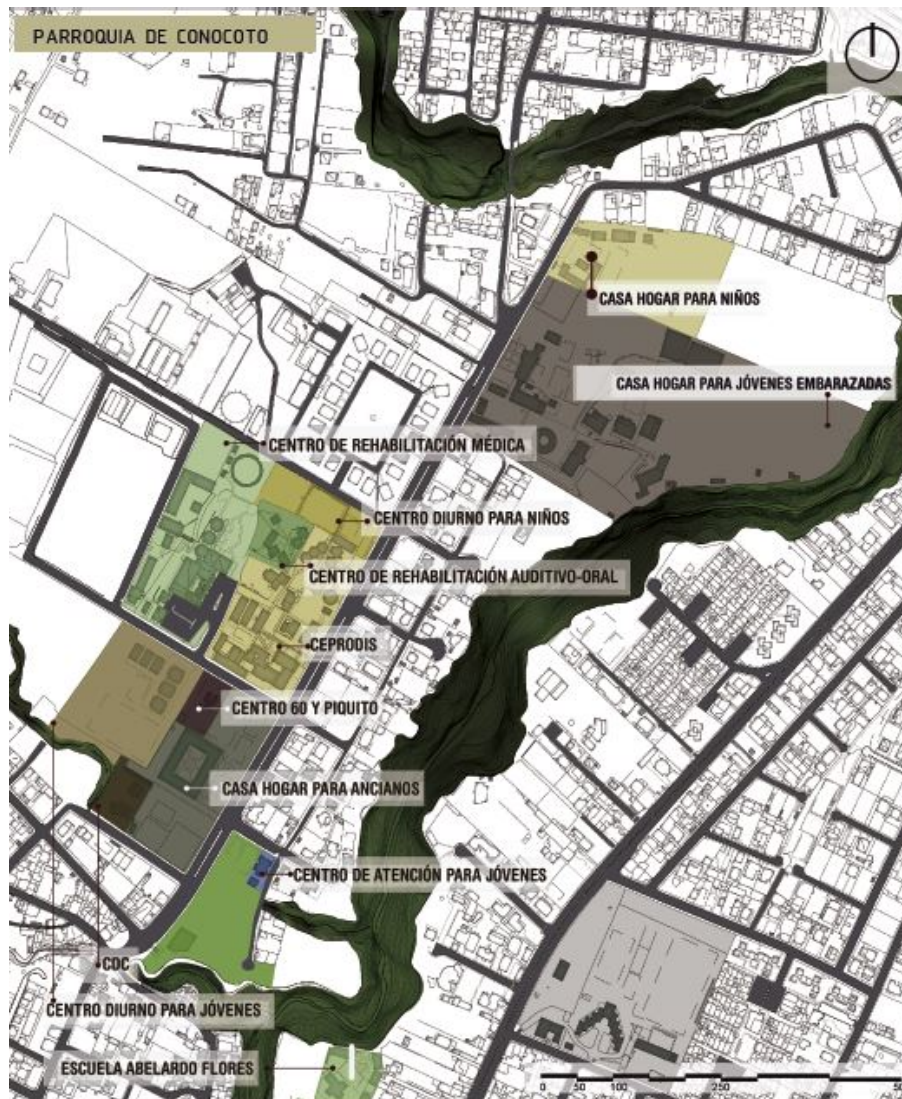 PARROQUIA DE CONOCOTO
CASA HOGAR PARA NIÑOS
CASA HOGAR PARA JÓVENES EMBARAZADAS
CENTRO DE REHABILITACIÓN MÉDICA
CENTRO DIURNO PARA NIÑOS
CENTRO DE REHABILITACIÓN AUDITIVO-ORAL
CEPRODIS
CENTRO 60 Y PIQUITO
CASA HOGAR PARA ANCIANOS
CENTRO DE ATENCIÓN PARA JÓVENES
CDC
CENTRO DIURNO PARA JÓVENES
ESCUELA ABELARDO FLORES
0 50 100 250